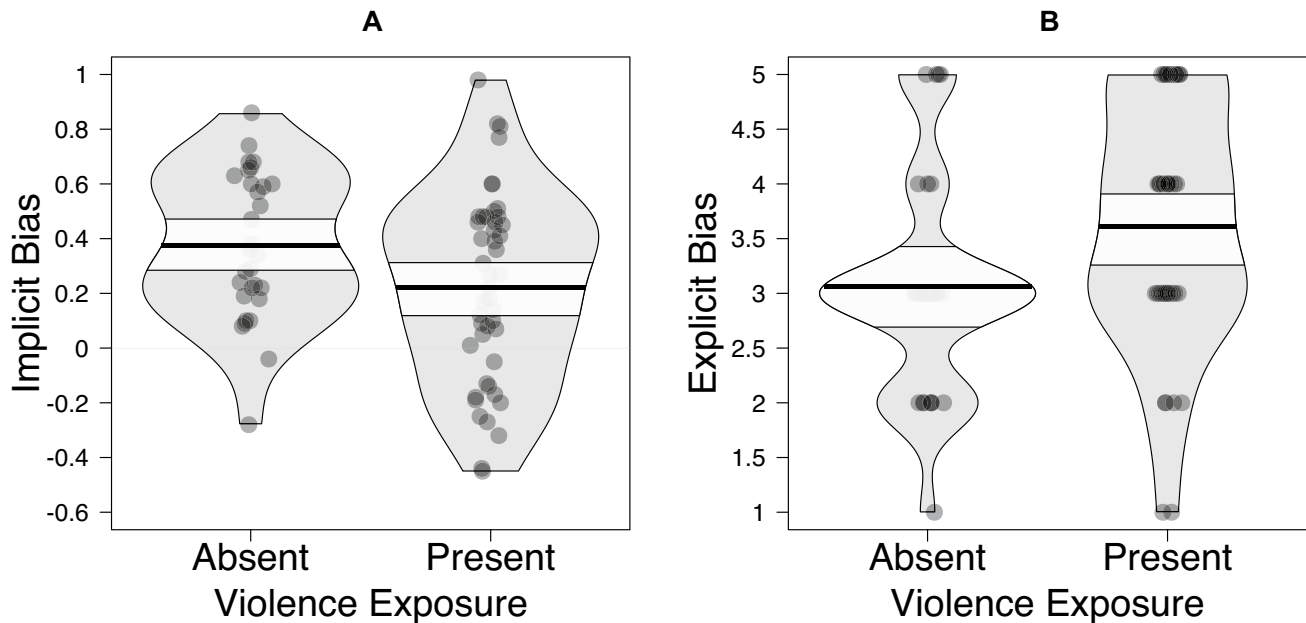 A
Implicit Bias
1
0.8
0.6
0.4
0.2
0
-0.2
-0.4
-0.6
Absent
Present
Violence Exposure
B
Explicit Bias
5
4.5
4
3.5
3
2.5
2
1.5
1
Absent
Present
Violence Exposure